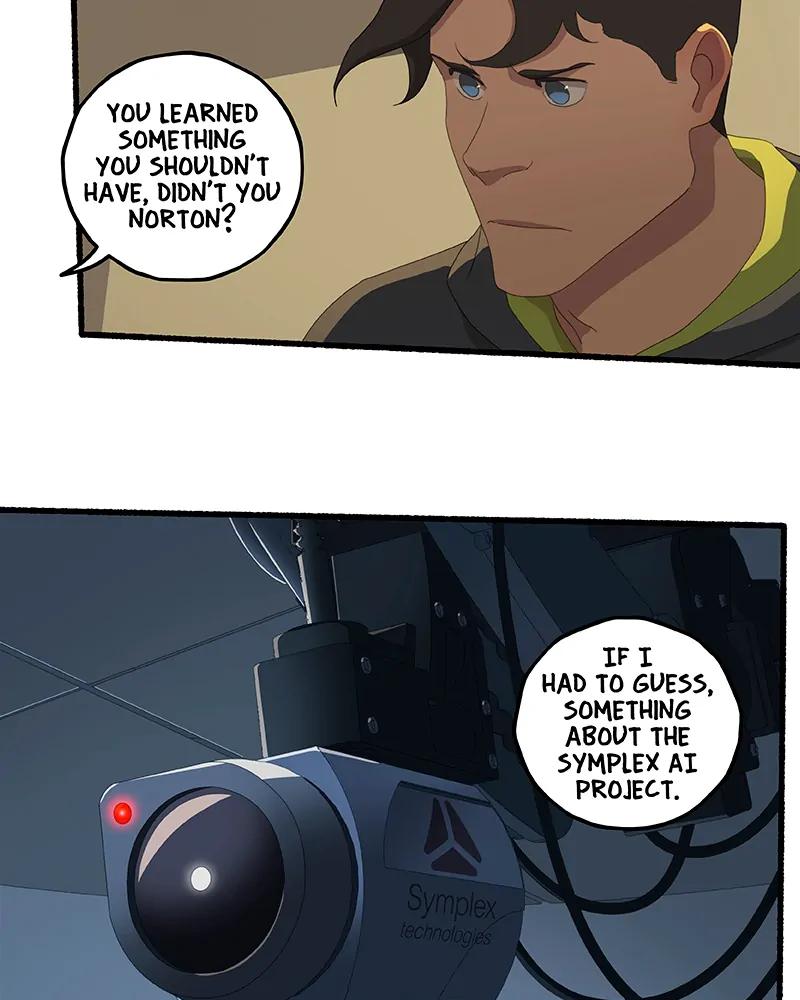 YOU LEARNED
SOMETHING
YOU SHOULDN'T
HAVE, DIDN'T YOU
NORTON?
IF I
HAD TO GUESS,
SOMETHING
ABOUT THE
SYMPLEX AI
PROJECT.
Symplex
technologies